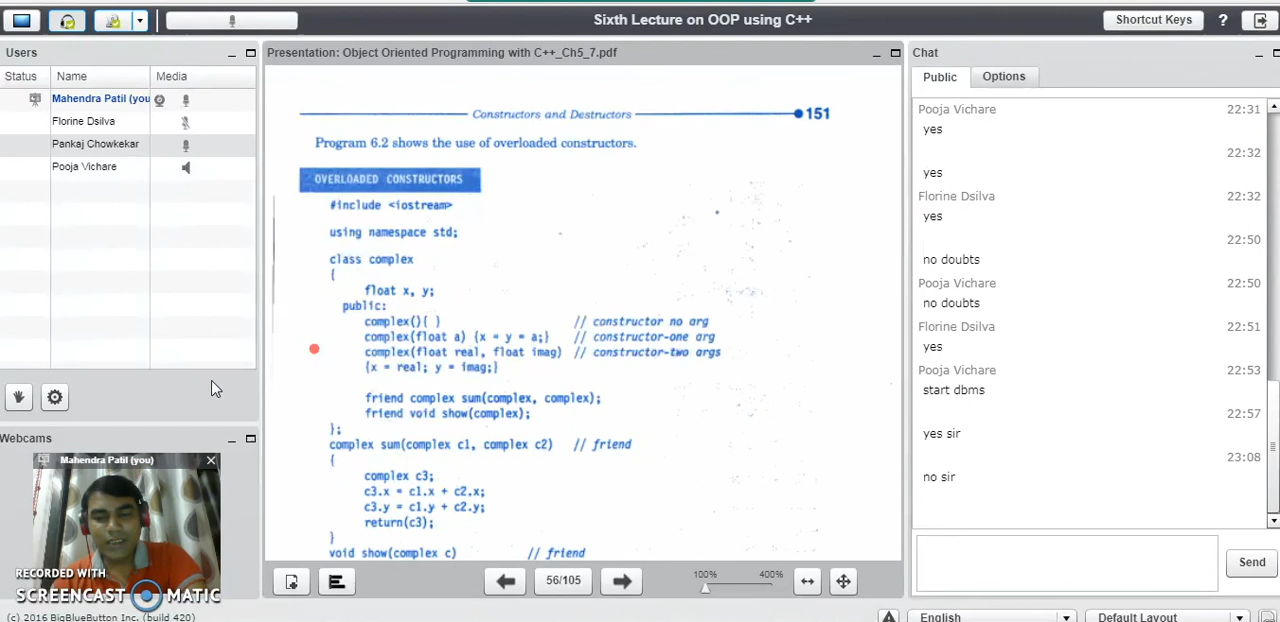 Sixth Lecture on OOP using C++
Shortcut Keys
?
Users
Status Name Media
Mahendra Patil (you)
Florine Dsilva
Pankaj Chowkekar
Pooja Vichare
Webcams
Mahendra Patil (you)
RECORDED WITH
SCREENCAST MATIC
(c) 2016 BigBlueButton Inc. (build 420)
Presentation: Object Oriented Programming with C++_Ch5_7.pdf
Constructors and Destructors 151
Program 6.2 shows the use of overloaded constructors.
OVERLOADED CONSTRUCTORS
#include <iostream>
using namespace std;
class complex
{
float x, y;
public:
complex(){ } // constructor no arg
complex(float a) {x = y = a;} // constructor-one arg
complex(float real, float imag) // constructor-two args
{x = real; y = imag;}
friend complex sum(complex, complex);
friend void show(complex);
};
complex sum(complex c1, complex c2) // friend
{
complex c3;
c3.x = c1.x + c2.x;
c3.y = c1.y + c2.y;
return(c3);
}
void show(complex c) // friend
56/105
100% 400%
Chat
Public Options
Pooja Vichare 22:31
yes
22:32
yes
Florine Dsilva 22:32
yes
22:50
no doubts
Pooja Vichare 22:50
no doubts
Florine Dsilva 22:51
yes
Pooja Vichare 22:53
start dbms
22:57
yes sir
23:08
no sir
Send
English
Default Layout